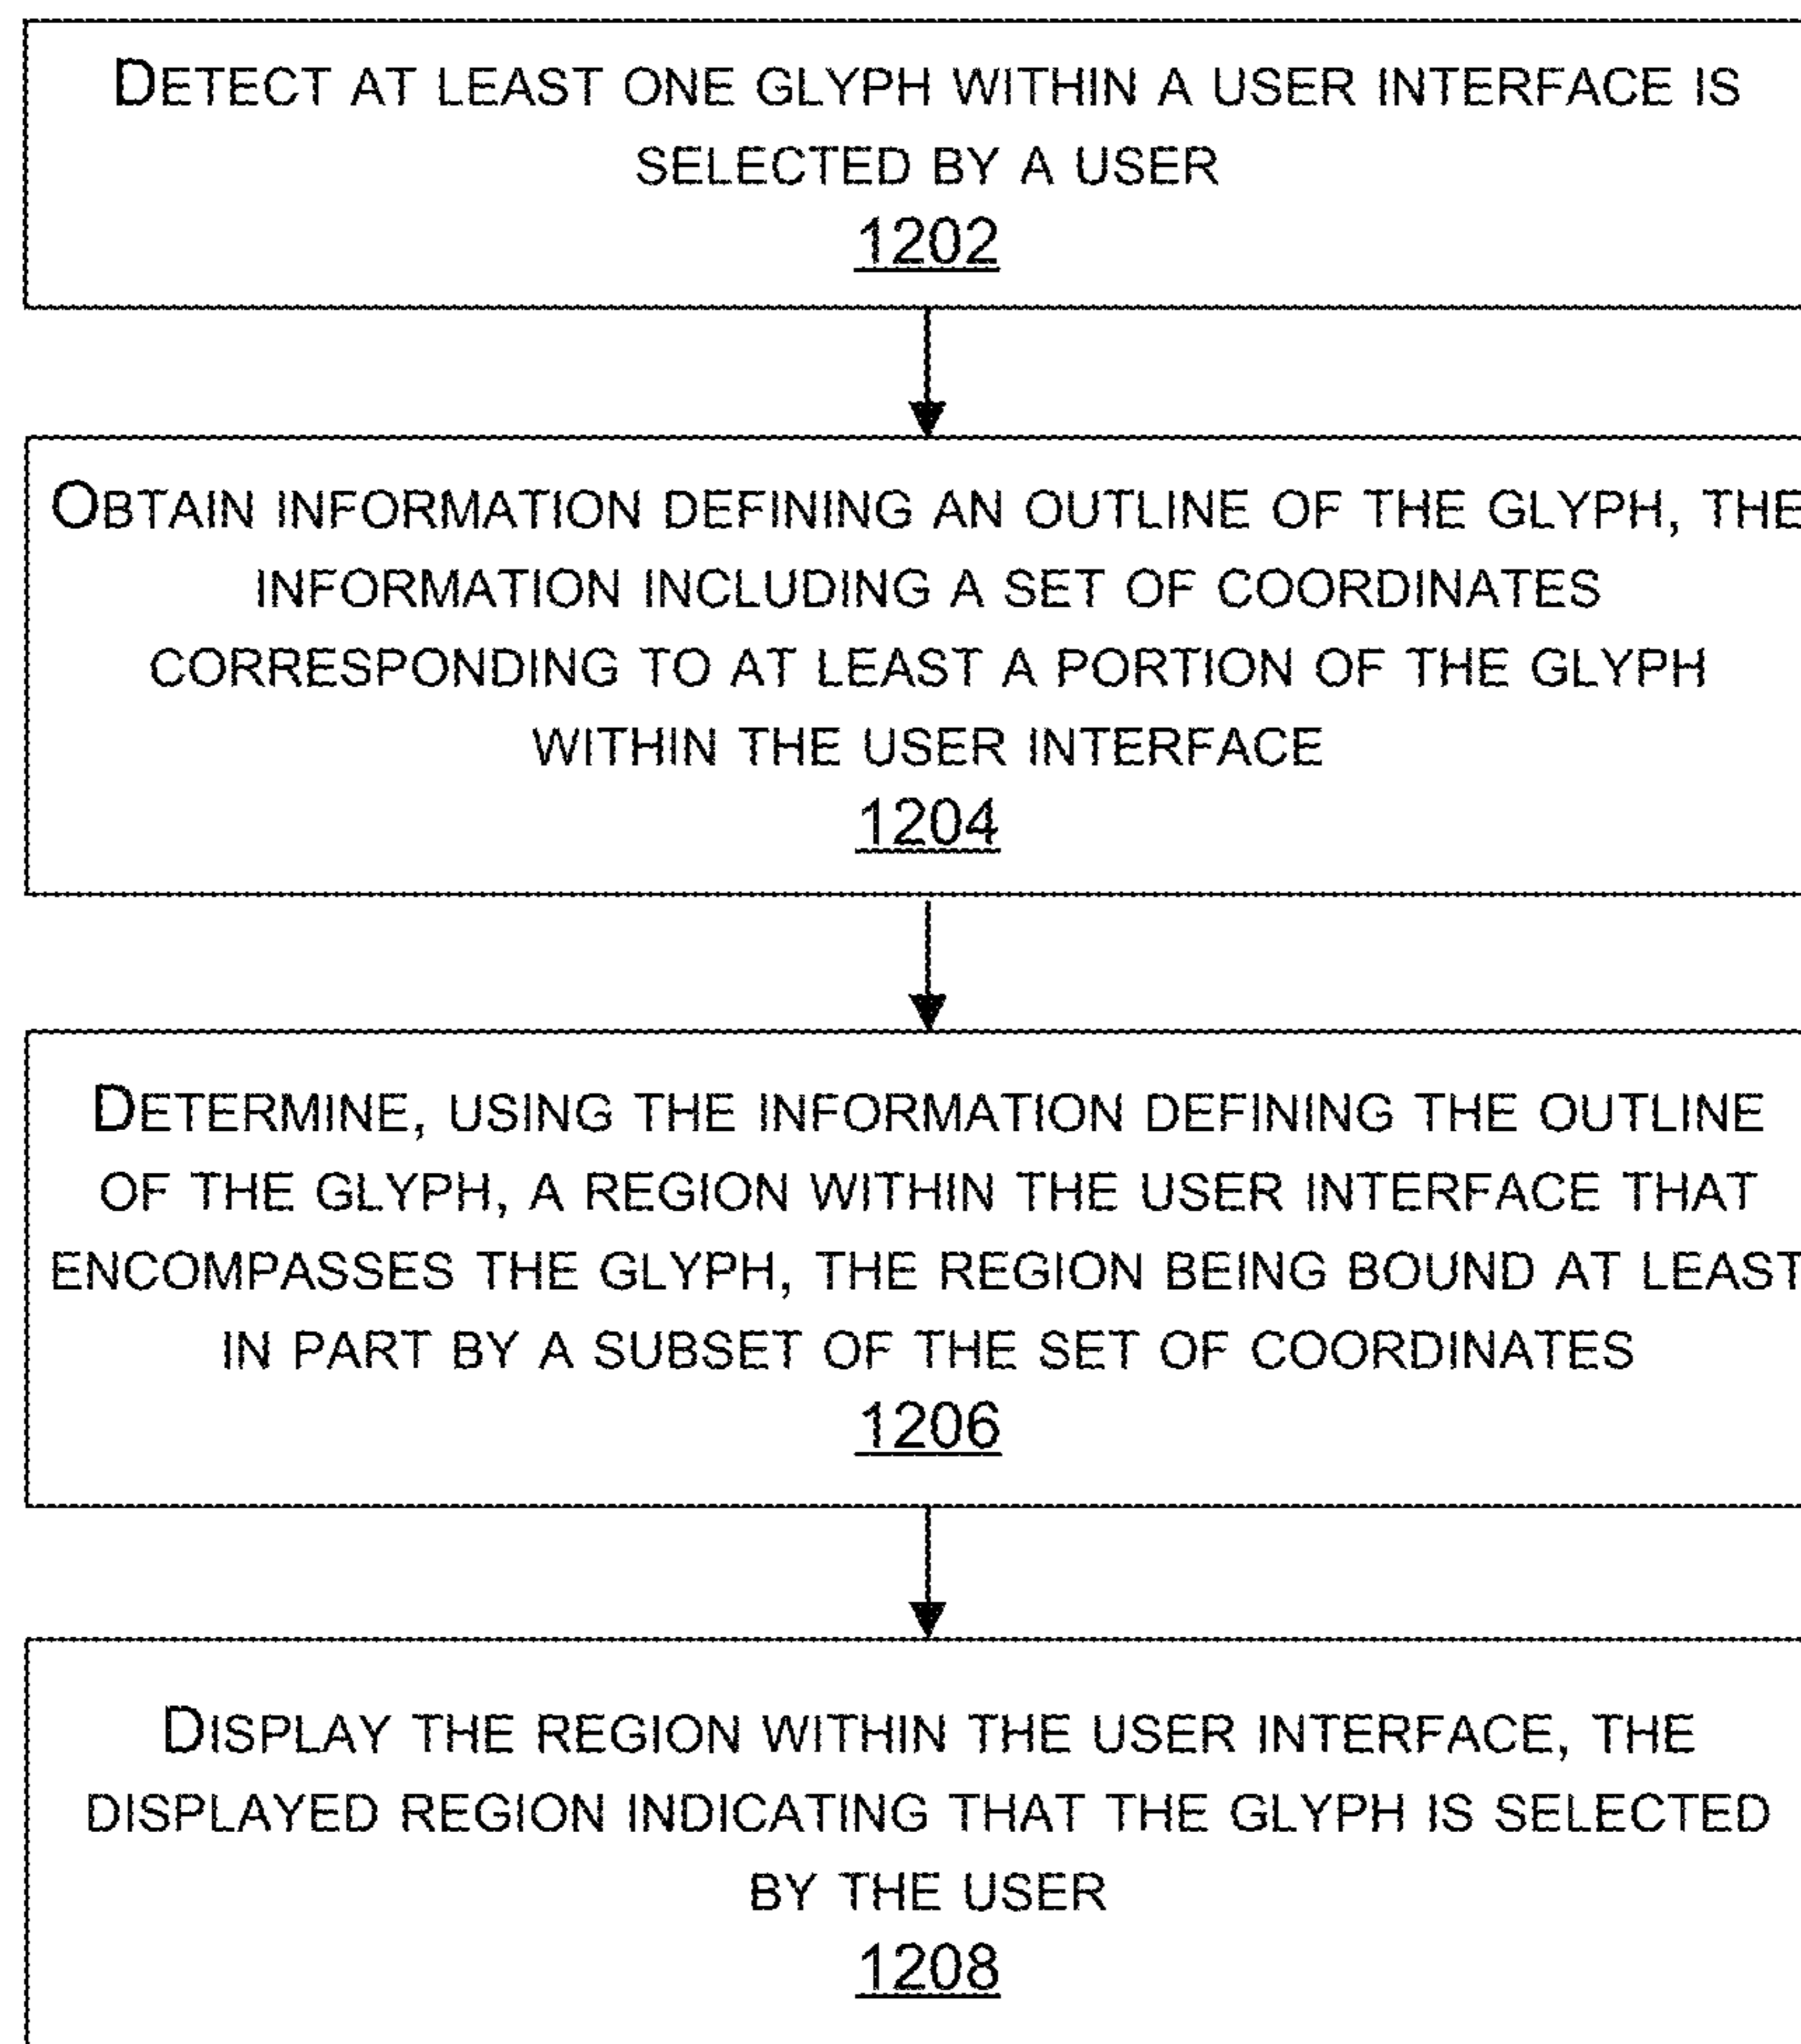 DETECT AT LEAST ONE GLYPH WITHIN A USER INTERFACE IS
SELECTED BY A USER
1202
OBTAIN INFORMATION DEFINING AN OUTLINE OF THE GLYPH, THE
INFORMATION INCLUDING A SET OF COORDINATES
CORRESPONDING TO AT LEAST A PORTION OF THE GLYPH
WITHIN THE USER INTERFACE
1204
DETERMINE, USING THE INFORMATION DEFINING THE OUTLINE
OF THE GLYPH, A REGION WITHIN THE USER INTERFACE THAT
ENCOMPASSES THE GLYPH, THE REGION BEING BOUND AT LEAST
IN PART BY A SUBSET OF THE SET OF COORDINATES
1206
DISPLAY THE REGION WITHIN THE USER INTERFACE, THE
DISPLAYED REGION INDICATING THAT THE GLYPH IS SELECTED
BY THE USER
1208